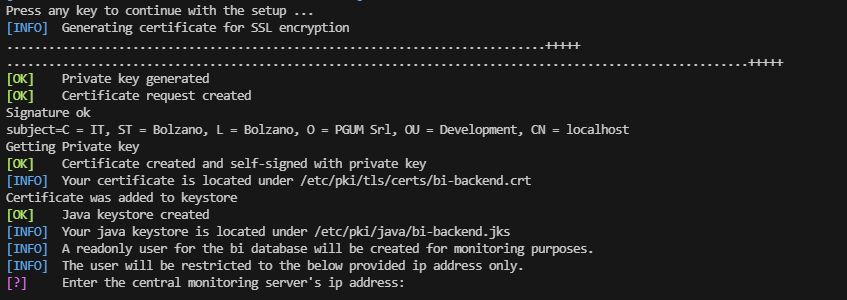 Press any key to continue with the setup ...
[INFO]  Generating certificate for SSL encryption
.............................................................................+++++
..........................................................................................................+++++
[OK]    Private key generated
[OK]    Certificate request created
Signature ok
subject=C = IT, ST = Bolzano, L = Bolzano, O = PGUM Srl, OU = Development, CN = localhost
Getting Private key
[OK]    Certificate created and self-signed with private key
[INFO]  Your certificate is located under /etc/pki/tls/certs/bi-backend.crt
Certificate was added to keystore
[OK]    Java keystore created
[INFO]  Your java keystore is located under /etc/pki/java/bi-backend.jks
[INFO]  A readonly user for the bi database will be created for monitoring purposes.
[INFO]  The user will be restricted to the below provided ip address only.
[?]     Enter the central monitoring server's ip address: